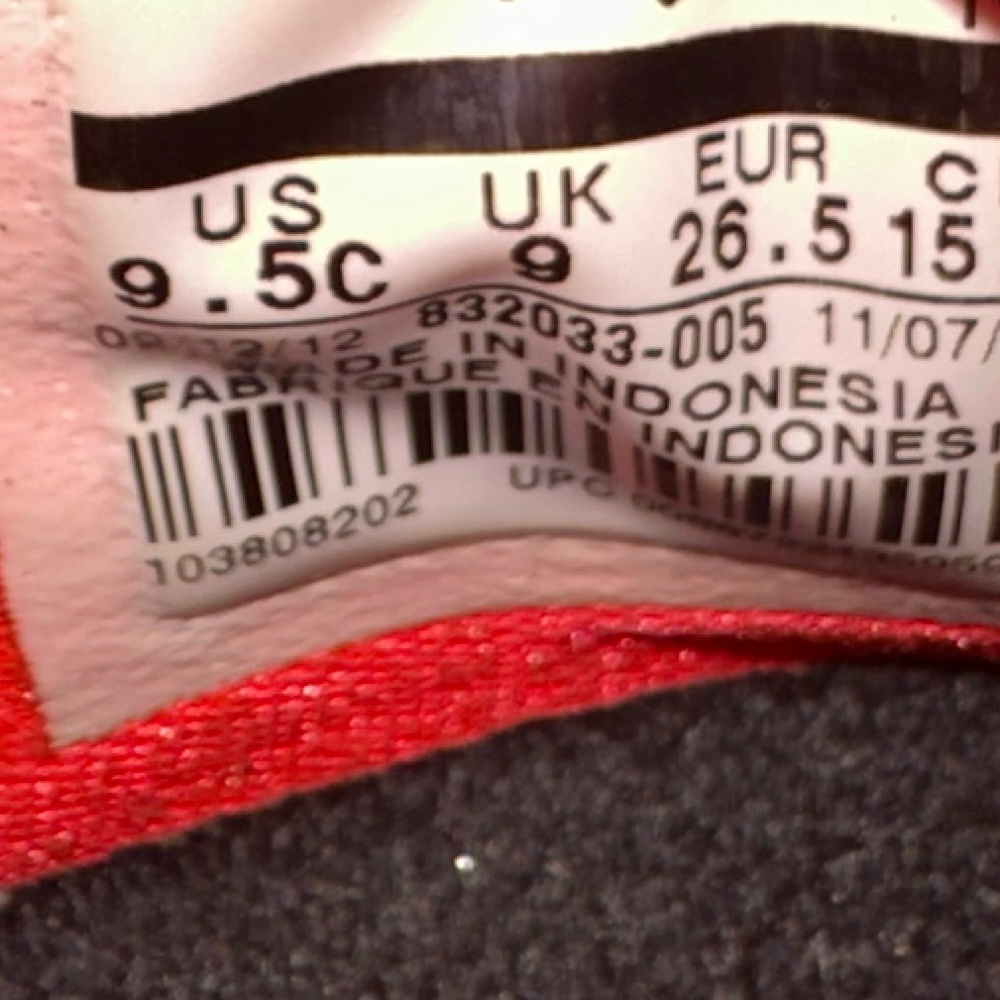 US UK EUR C
9.5C 9 26.5 15
832033-005 11/07/
MADE IN INDONESIA
FABRIQUE EN INDONES
103808202 UPC